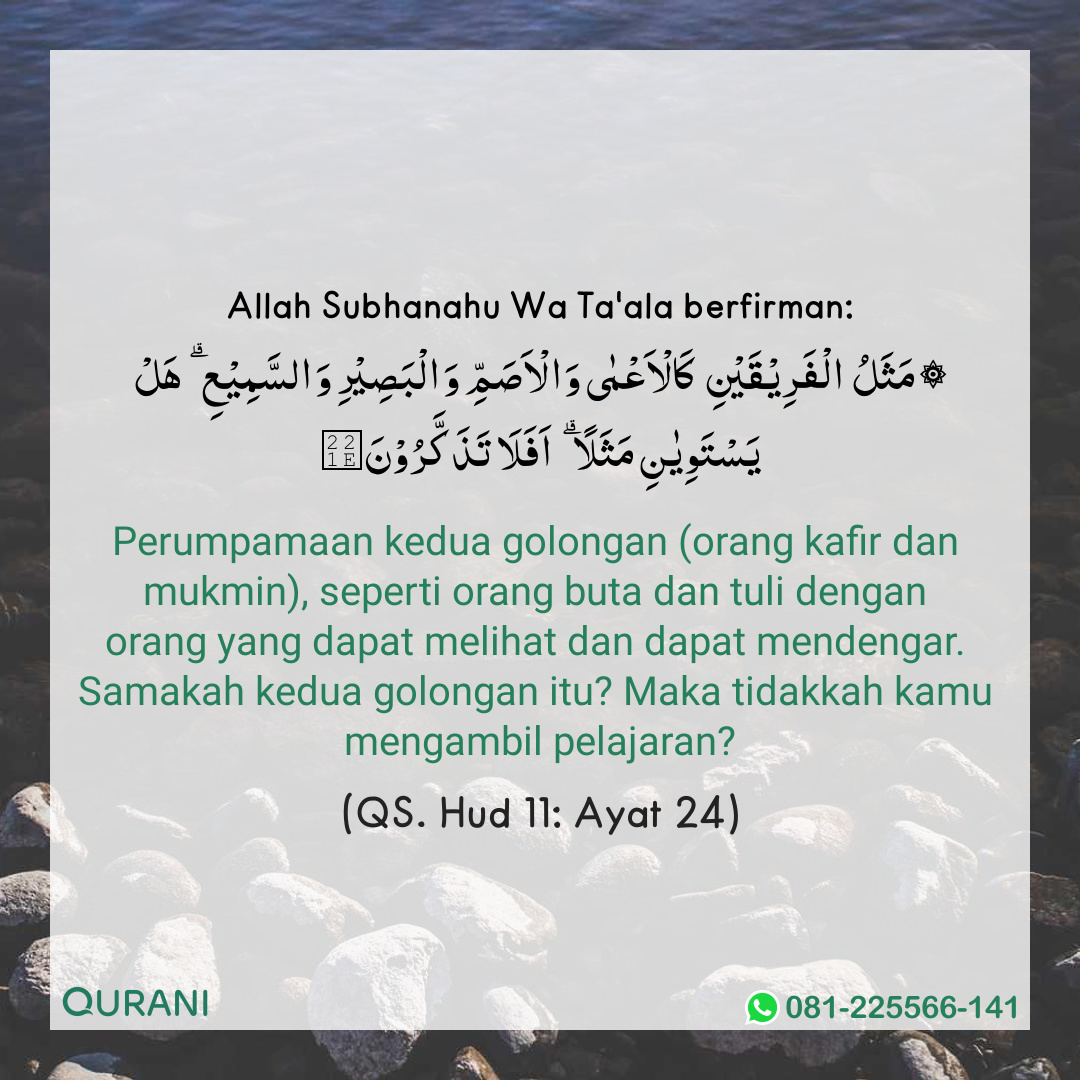 Allah Subhanahu Wa Ta'ala berfirman:
۞مَثَلُ الْفَرِيْقَيْنِ كَالْاَعْمٰى وَالْاَصَمِّ وَالْبَصِيْرِ وَالسَّمِيْعِۗ هَلْ
يَسْتَوِيٰنِ مَثَلًاۗ اَفَلَا تَذَكَّرُوْنَ∞
Perumpamaan kedua golongan (orang kafir dan
mukmin), seperti orang buta dan tuli dengan
orang yang dapat melihat dan dapat mendengar.
Samakah kedua golongan itu? Maka tidakkah kamu
mengambil pelajaran?
(QS. Hud 11: Ayat 24)
QURANI
081-225566-141